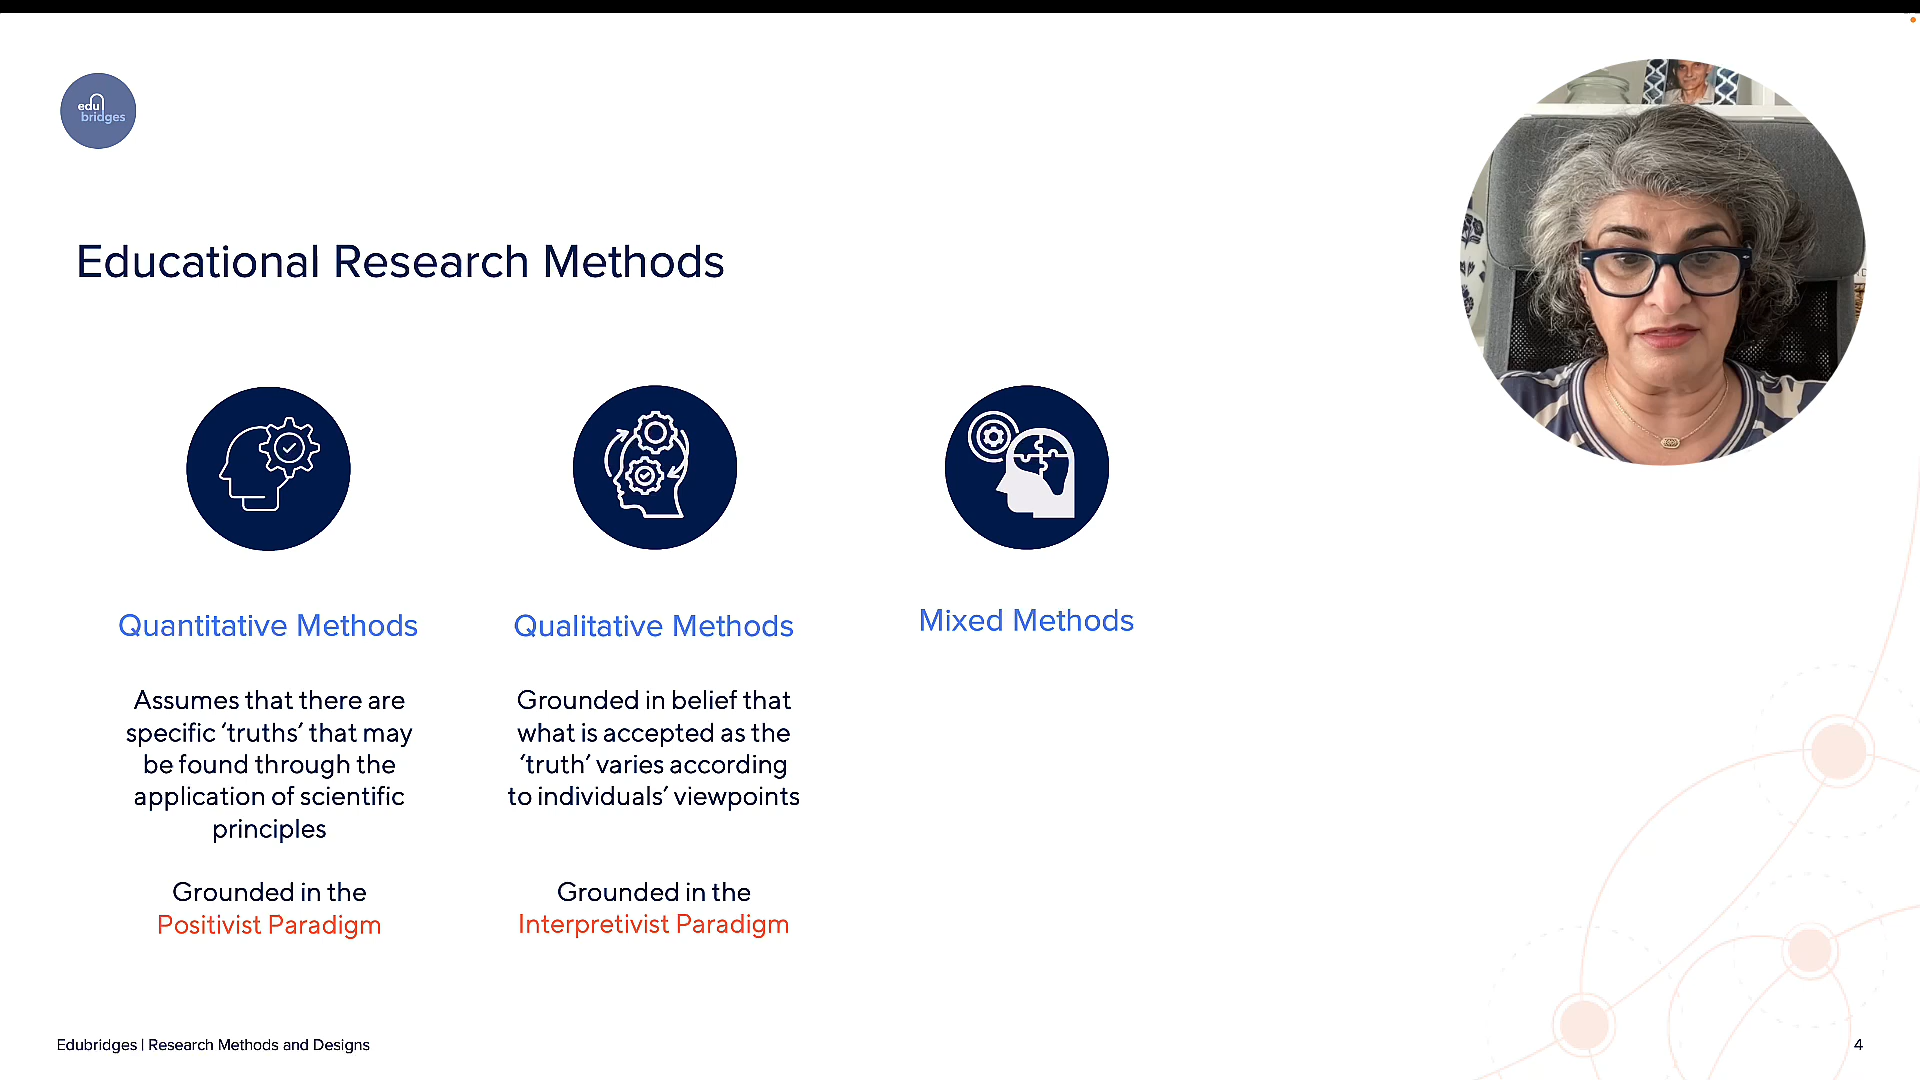 edu
bridges
Educational Research Methods
Quantitative Methods
Assumes that there are
specific ‘truths’ that may
be found through the
application of scientific
principles
Grounded in the
Positivist Paradigm
Qualitative Methods
Grounded in belief that
what is accepted as the
‘truth’ varies according
to individuals’ viewpoints
Grounded in the
Interpretivist Paradigm
Mixed Methods
Edubridges | Research Methods and Designs
4